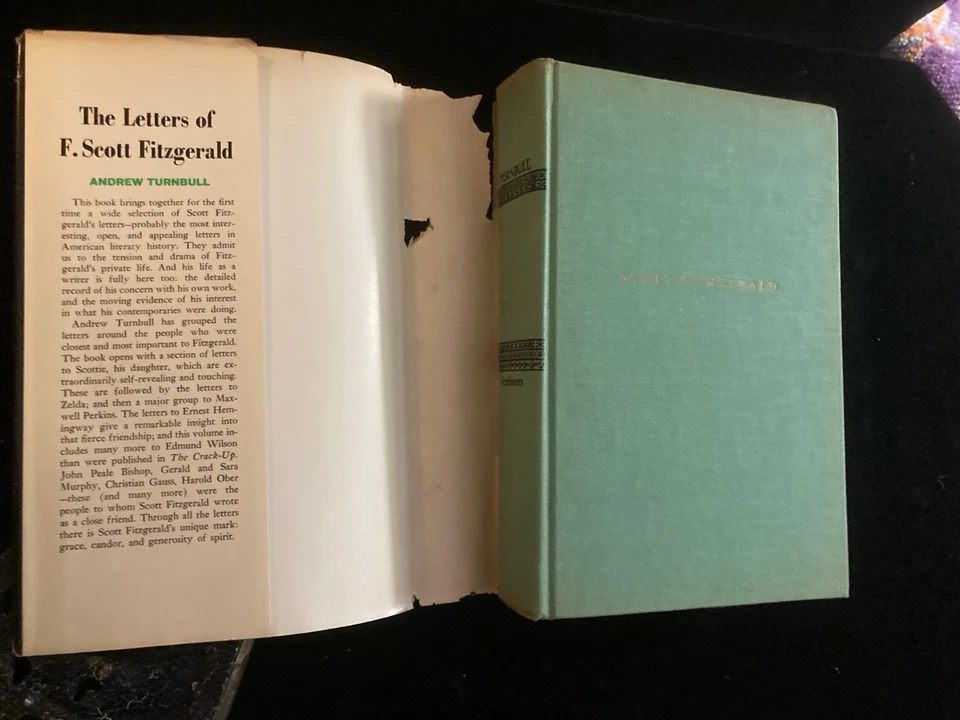 The Letters of
F. Scott Fitzgerald
ANDREW TURNBULL
This book brings together for the first
time a wide selection of Scott Fitz-
gerald's letters—probably the most inter-
esting, open, and appealing letters in
American literary history. They admit
us to the tension and drama of Fitz-
gerald's private life. And his life as a
writer is fully here too: the detailed
record of his concern with his own work,
and the moving evidence of his interest
in what his contemporaries were doing.
Andrew Turnbull has grouped the
letters around the people who were
closest and most important to Fitzgerald.
The book opens with a section of letters
to Scottie, his daughter, which are ex-
traordinarily self-revealing and touching.
These are followed by the letters to
Zelda; and then a major group to Max-
well Perkins. The letters to Ernest Hem-
ingway give a remarkable insight into
that fierce friendship; and this volume in-
cludes many more to Edmund Wilson
than were published in The Crack-Up.
John Peale Bishop, Gerald and Sara
Murphy, Christian Gauss, Harold Ober
—these (and many more) were the
people to whom Scott Fitzgerald wrote
as a close friend. Through all the letters
there is Scott Fitzgerald's unique mark:
grace, candor, and generosity of spirit.
TURNBULL
SCOTT FITZGERALD